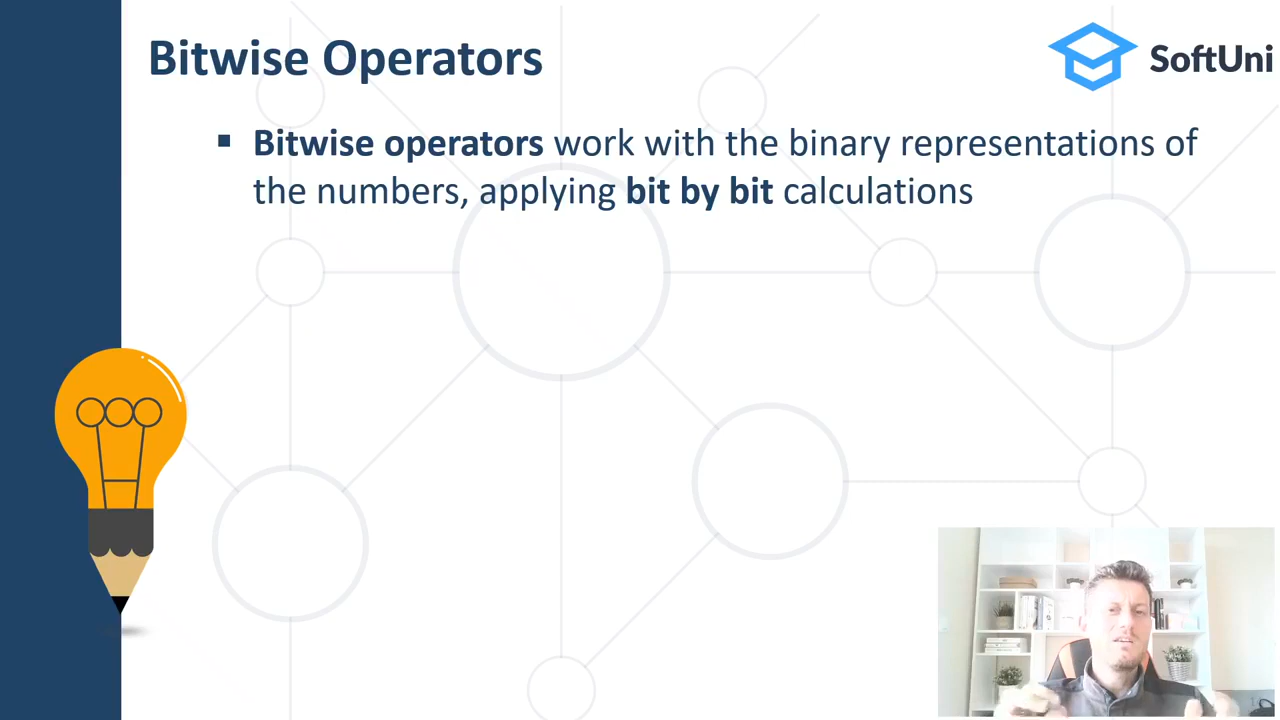 Bitwise Operators
SoftUni
▪ Bitwise operators work with the binary representations of
the numbers, applying bit by bit calculations